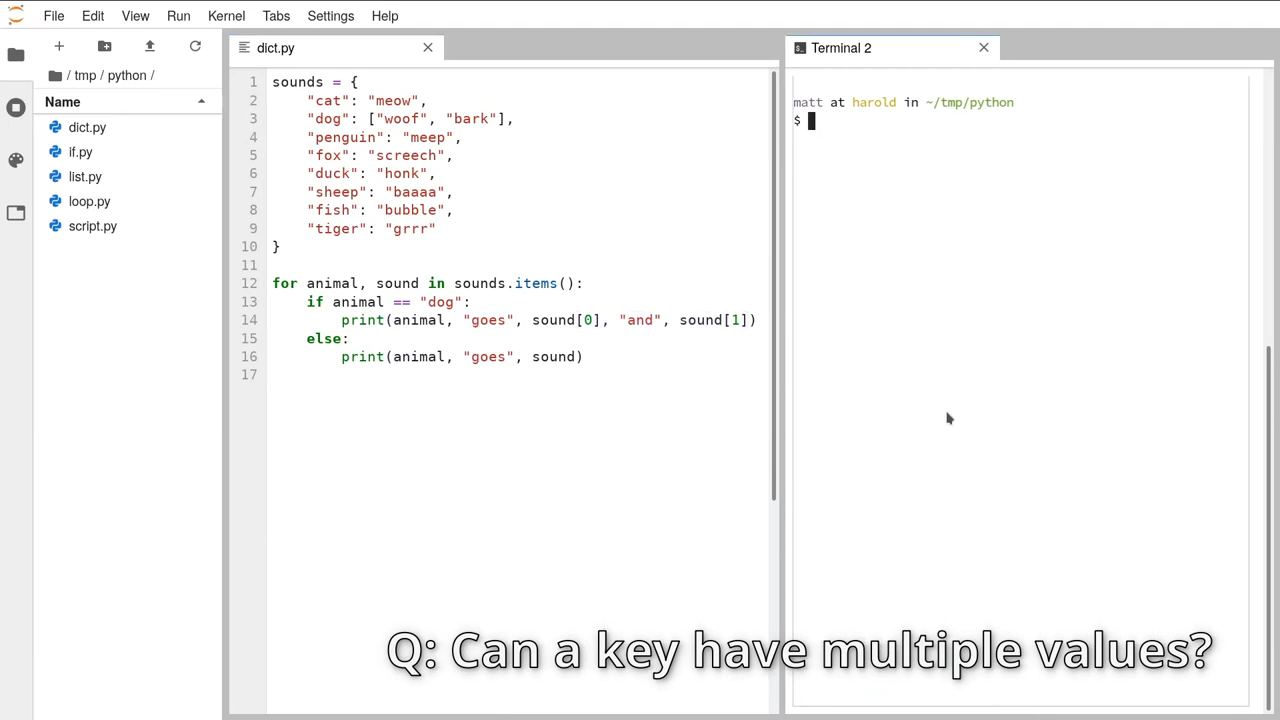 File Edit View Run Kernel Tabs Settings Help
/ tmp / python /
Name
dict.py
if.py
list.py
loop.py
script.py
dict.py
1 sounds = {
2     "cat": "meow",
3     "dog": ["woof", "bark"],
4     "penguin": "meep",
5     "fox": "screech",
6     "duck": "honk",
7     "sheep": "baaaa",
8     "fish": "bubble",
9     "tiger": "grrr"
10 }
11
12 for animal, sound in sounds.items():
13     if animal == "dog":
14         print(animal, "goes", sound[0], "and", sound[1])
15     else:
16         print(animal, "goes", sound)
17
Terminal 2
matt at harold in ~/tmp/python
$
Q: Can a key have multiple values?